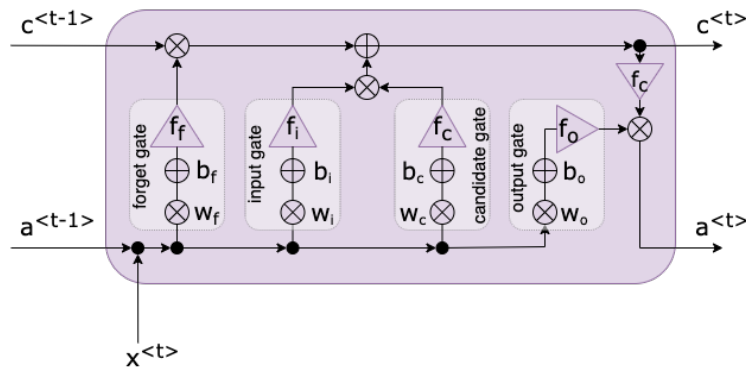 c<t-1>
c<t>
f_c
f_f
f_i
f_c
f_o
forget gate
b_f
w_f
input gate
b_i
w_i
b_c
w_c
candidate gate
output gate
b_o
w_o
a<t-1>
a<t>
x<t>